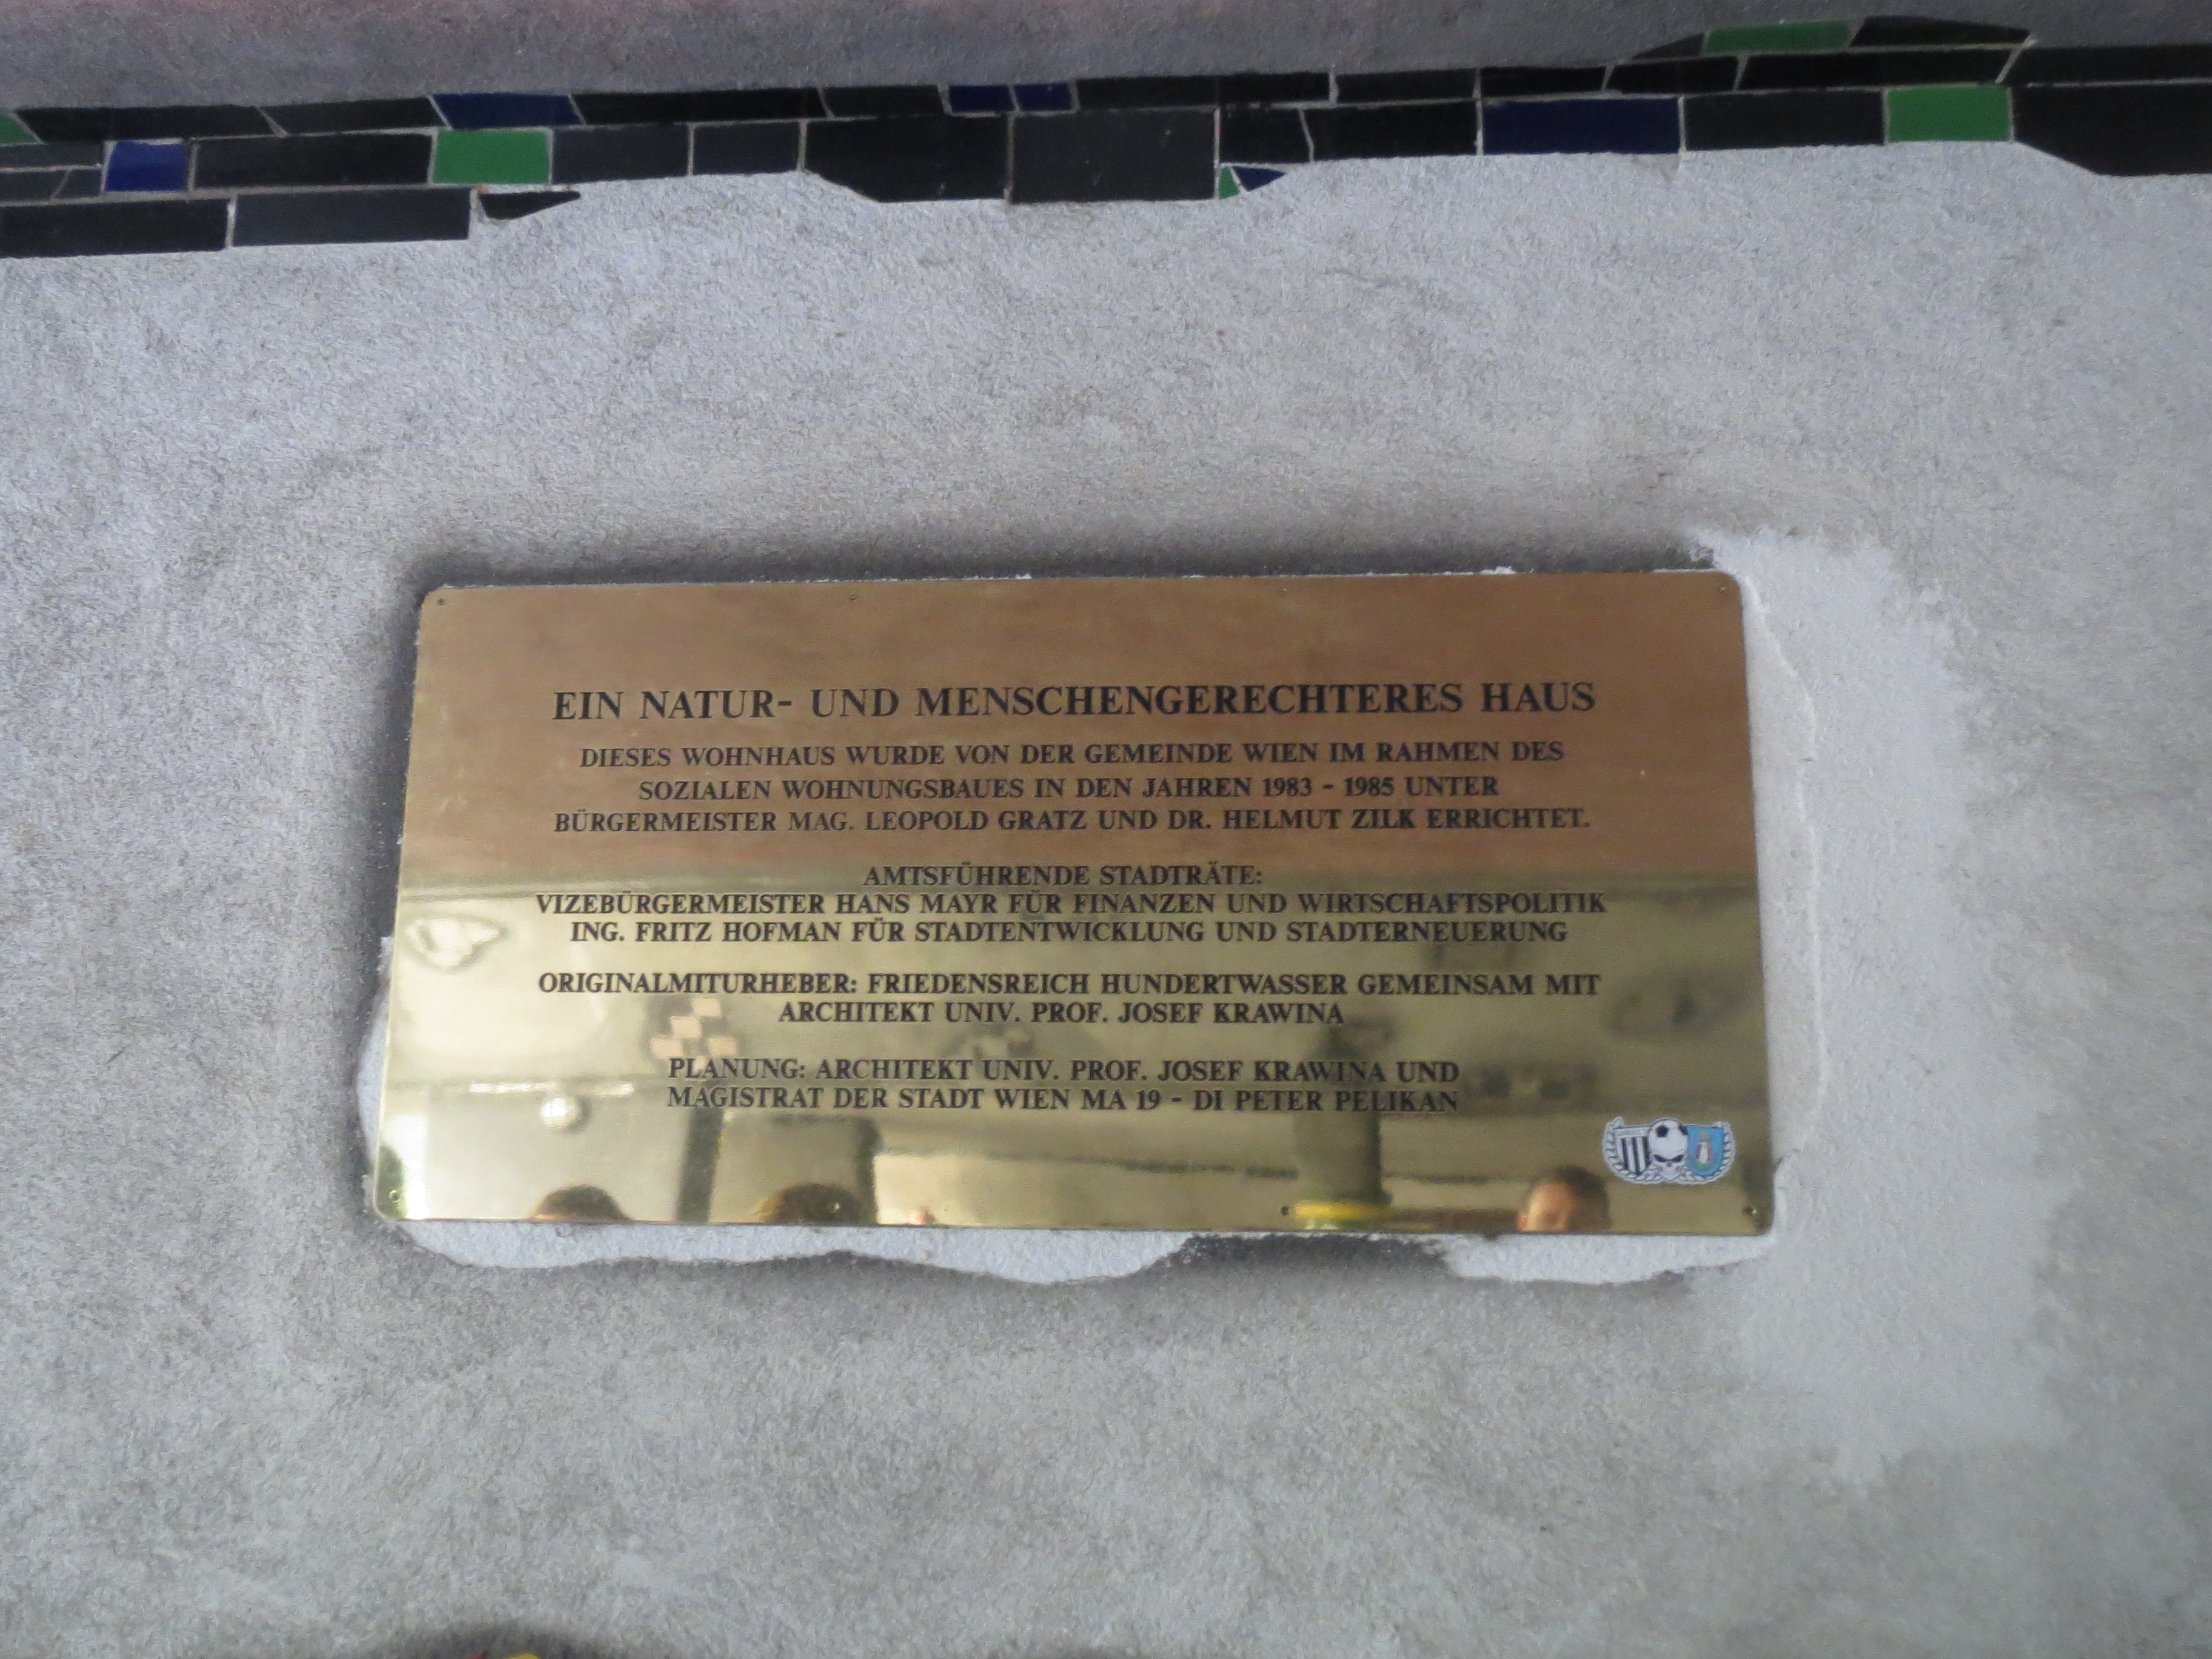 EIN NATUR- UND MENSCHENGERECHTERES HAUS
DIESES WOHNHAUS WURDE VON DER GEMEINDE WIEN IM RAHMEN DES
SOZIALEN WOHNUNGSBAUES IN DEN JAHREN 1983 - 1985 UNTER
BÜRGERMEISTER MAG. LEOPOLD GRATZ UND DR. HELMUT ZILK ERRICHTET.
AMTSFÜHRENDE STADTRÄTE:
VIZEBÜRGERMEISTER HANS MAYR FÜR FINANZEN UND WIRTSCHAFTSPOLITIK
ING. FRITZ HOFMAN FÜR STADTENTWICKLUNG UND STADTERNEUERUNG
ORIGINALMITURHEBER: FRIEDENSREICH HUNDERTWASSER GEMEINSAM MIT
ARCHITEKT UNIV. PROF. JOSEF KRAWINA
PLANUNG: ARCHITEKT UNIV. PROF. JOSEF KRAWINA UND
MAGISTRAT DER STADT WIEN MA 19 - DI PETER PELIKAN